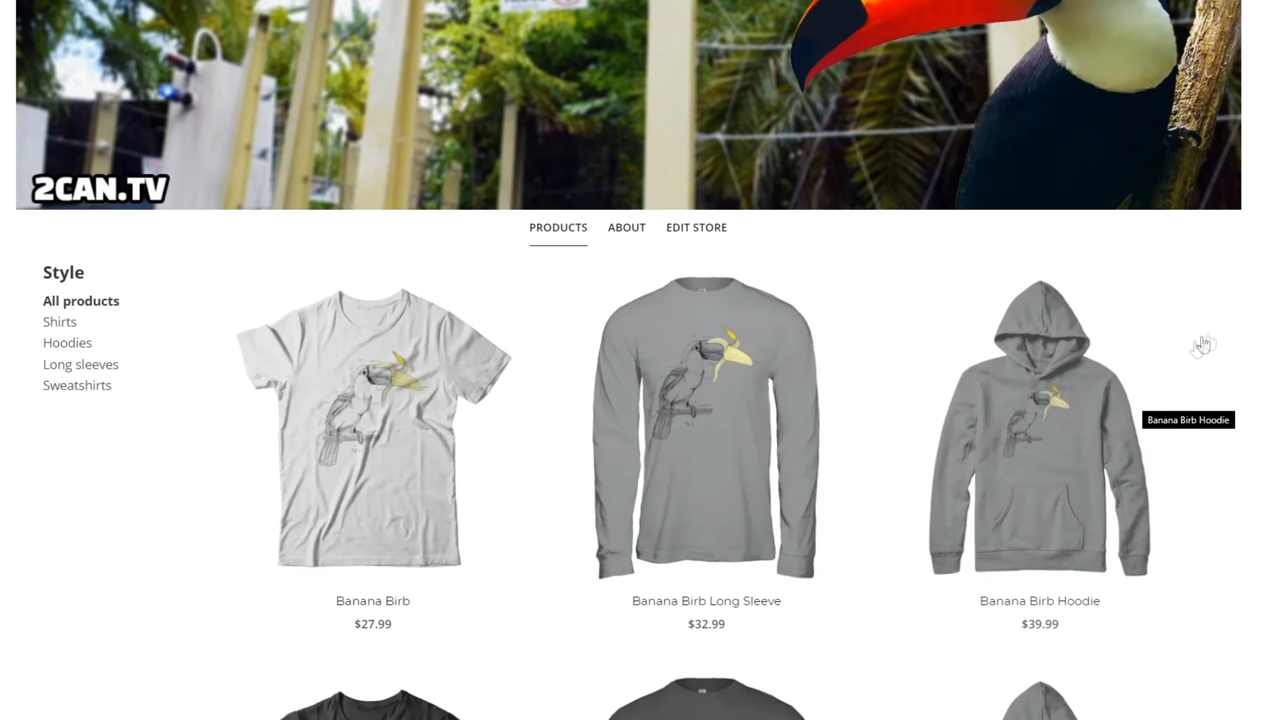 2CAN.TV
PRODUCTS ABOUT EDIT STORE
Style
All products
Shirts
Hoodies
Long sleeves
Sweatshirts
Banana Birb Hoodie
Banana Birb
$27.99
Banana Birb Long Sleeve
$32.99
Banana Birb Hoodie
$39.99